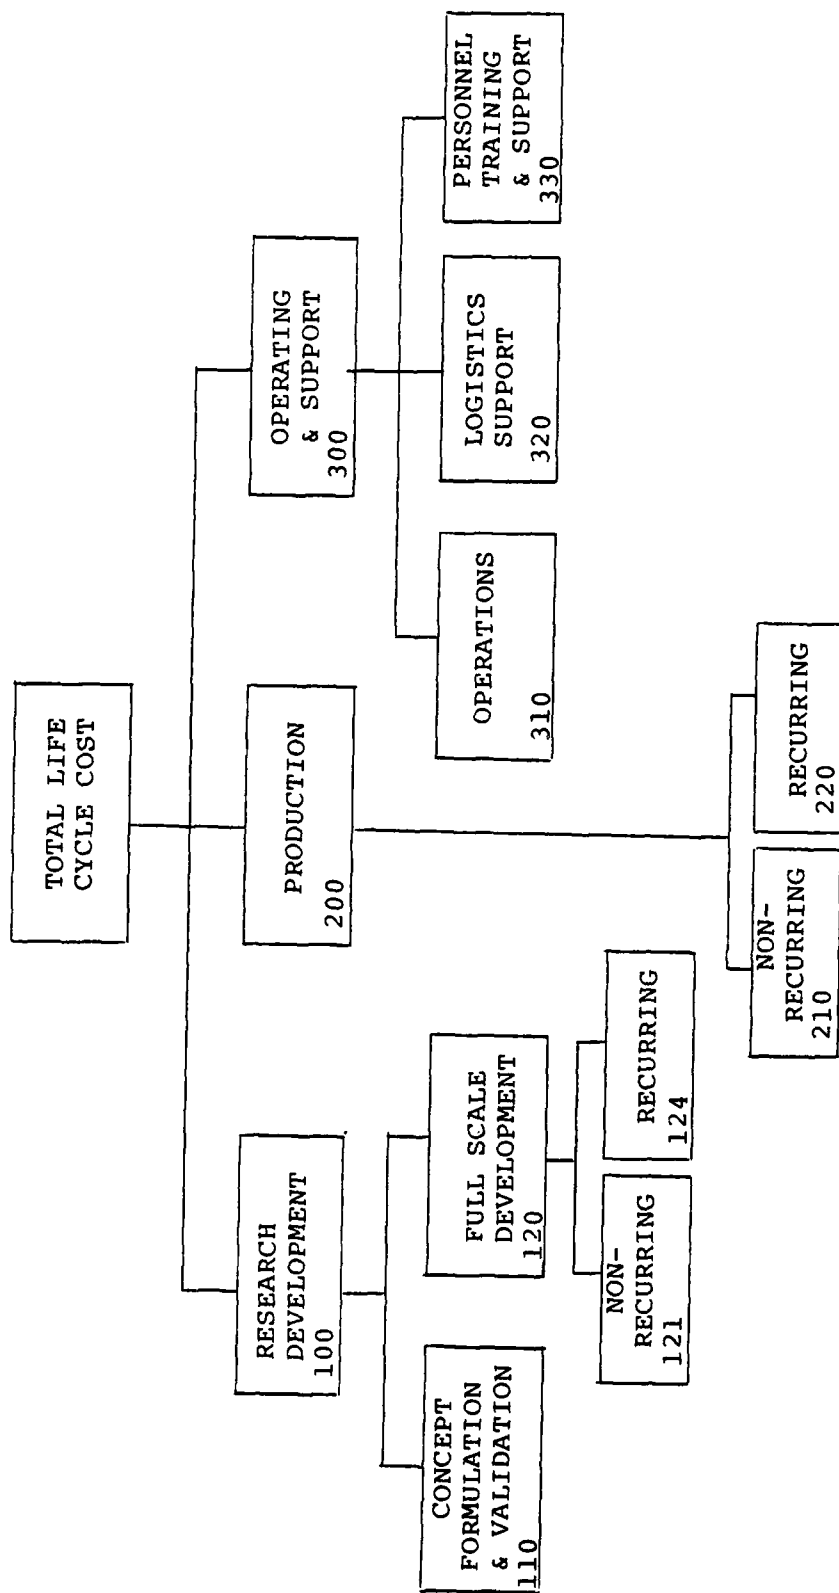 TOTAL LIFE
CYCLE COST
RESEARCH
DEVELOPMENT
100
PRODUCTION
200
OPERATING
& SUPPORT
300
CONCEPT
FORMULATION
& VALIDATION
110
FULL SCALE
DEVELOPMENT
120
OPERATIONS
310
LOGISTICS
SUPPORT
320
PERSONNEL
TRAINING
& SUPPORT
330
NON-
RECURRING
121
RECURRING
124
NON-
RECURRING
210
RECURRING
220